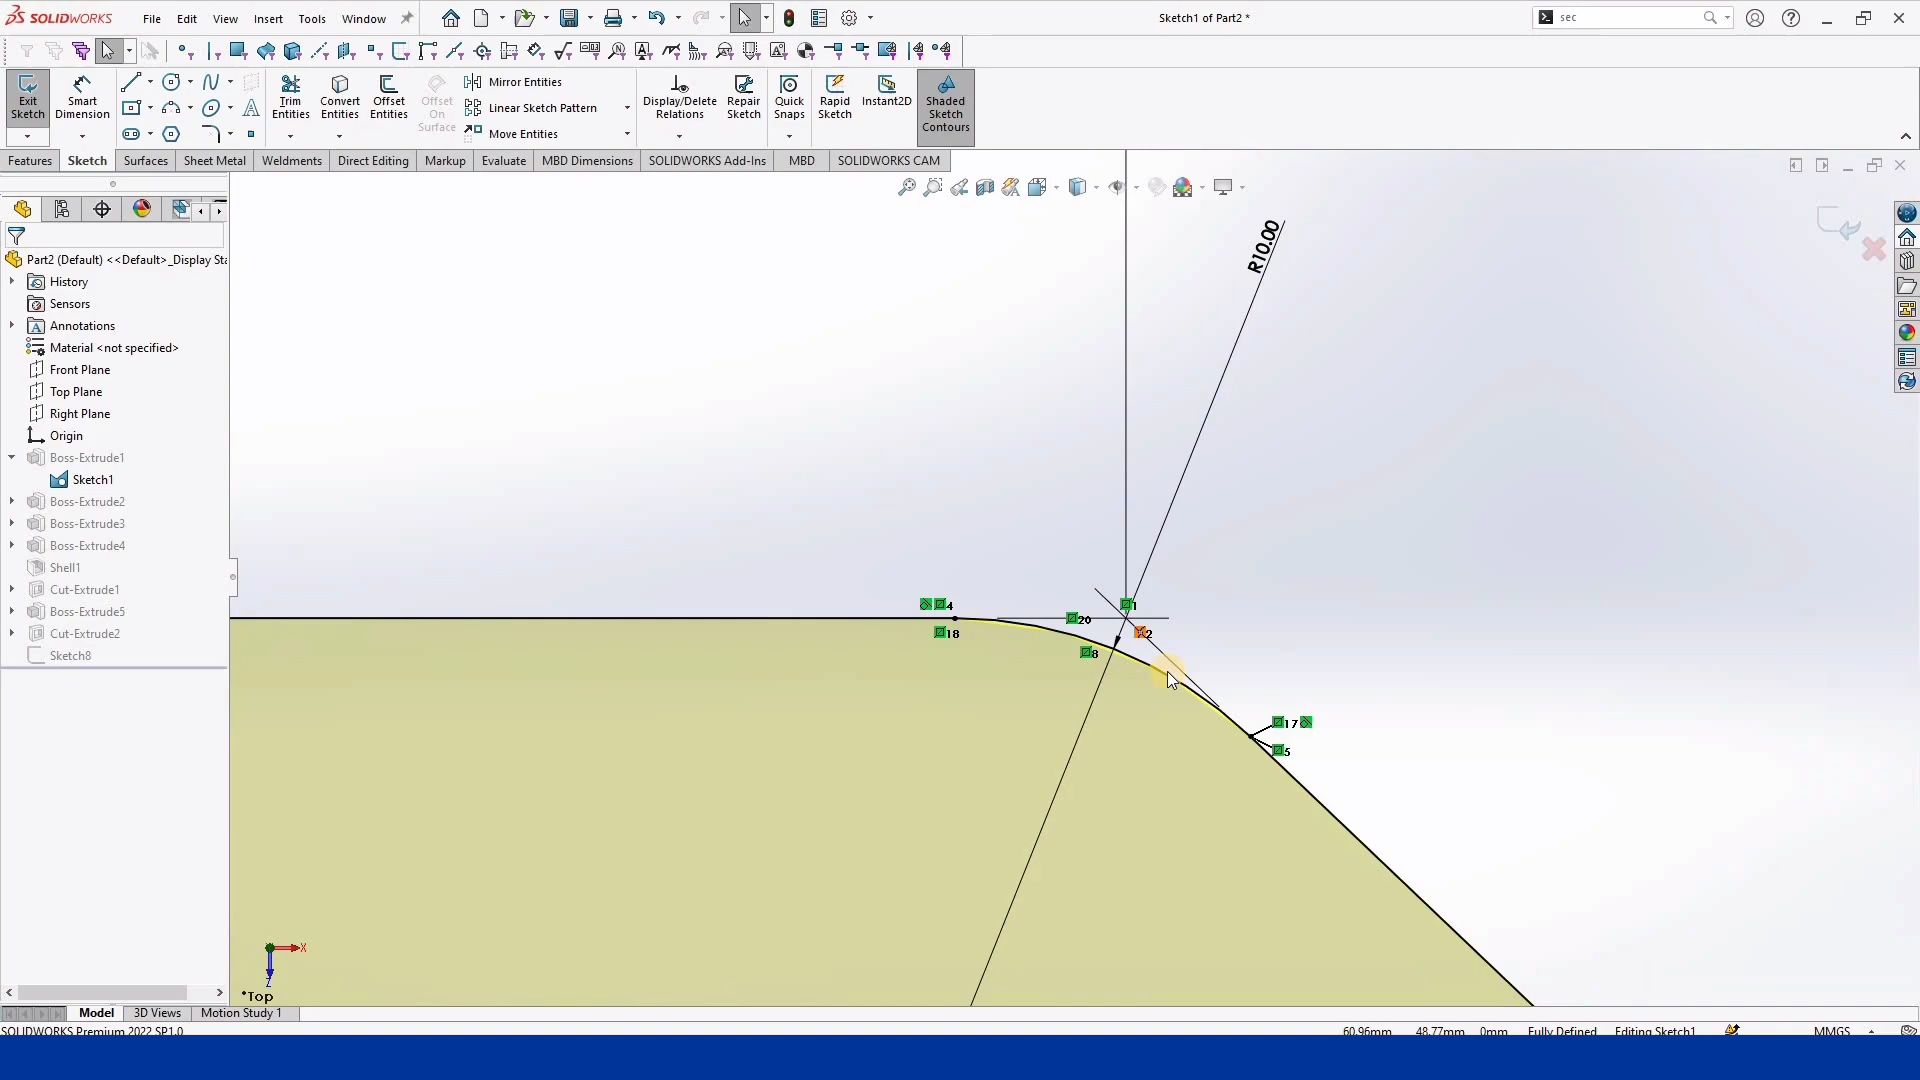 SOLIDWORKS File Edit View Insert Tools Window
Sketch1 of Part2 *
sec
Exit Sketch
Smart Dimension
Trim Entities
Convert Entities
Offset Entities
Offset On Surface
Mirror Entities
Linear Sketch Pattern
Move Entities
Display/Delete Relations
Repair Sketch
Quick Snaps
Rapid Sketch
Instant2D
Shaded Sketch Contours
Features Sketch Surfaces Sheet Metal Weldments Direct Editing Markup Evaluate MBD Dimensions SOLIDWORKS Add-Ins MBD SOLIDWORKS CAM
Part2 (Default) <<Default>_Display Sta
History
Sensors
Annotations
Material <not specified>
Front Plane
Top Plane
Right Plane
Origin
Boss-Extrude1
Sketch1
Boss-Extrude2
Boss-Extrude3
Boss-Extrude4
Shell1
Cut-Extrude1
Boss-Extrude5
Cut-Extrude2
Sketch8
R10.00
4
1
20
18
2
8
17
5
X
Z
*Top
Model 3D Views Motion Study 1
SOLIDWORKS Premium 2022 SP1.0
60.96mm 48.77mm 0mm Fully Defined Editing Sketch1 MMGS